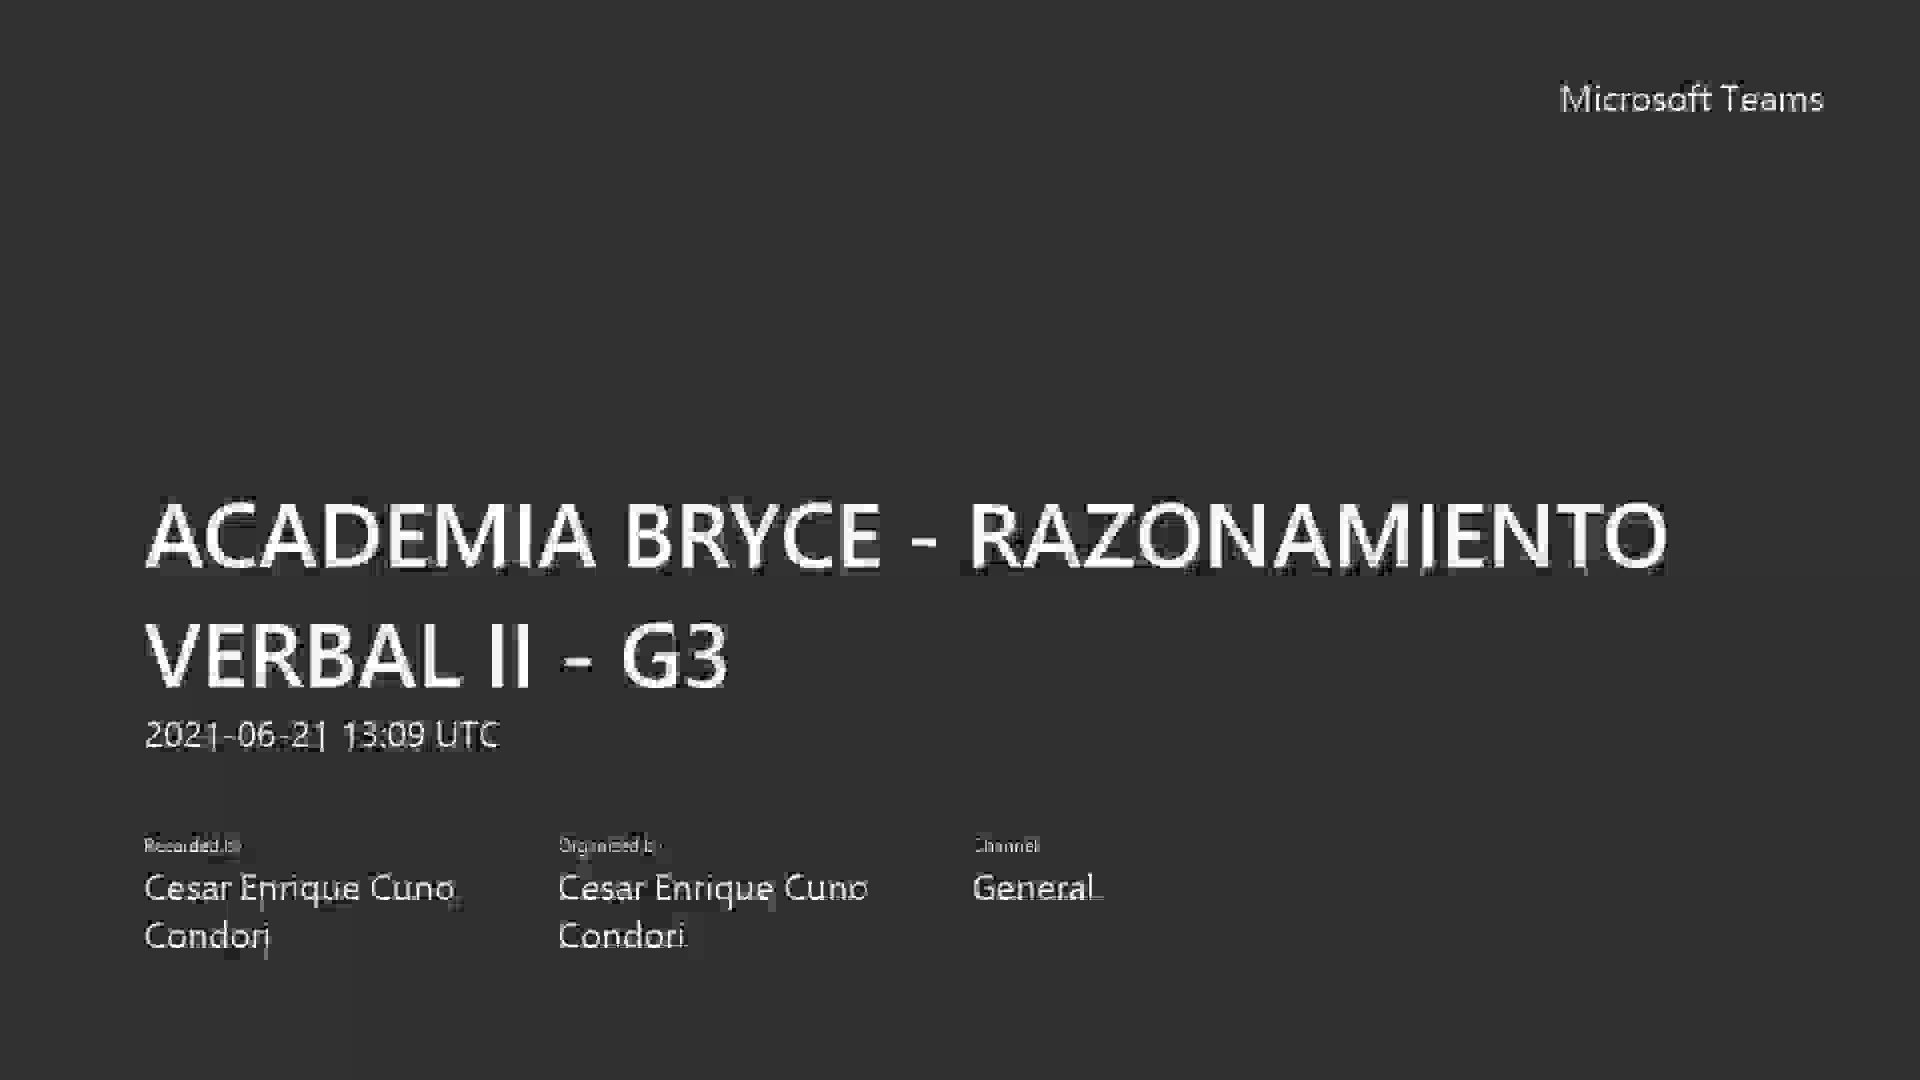 Microsoft Teams
ACADEMIA BRYCE - RAZONAMIENTO
VERBAL II - G3
2021-06-21 13:09 UTC
Recorded by Organized by Channel
Cesar Enrique Cuno Cesar Enrique Cuno General
Condori Condori